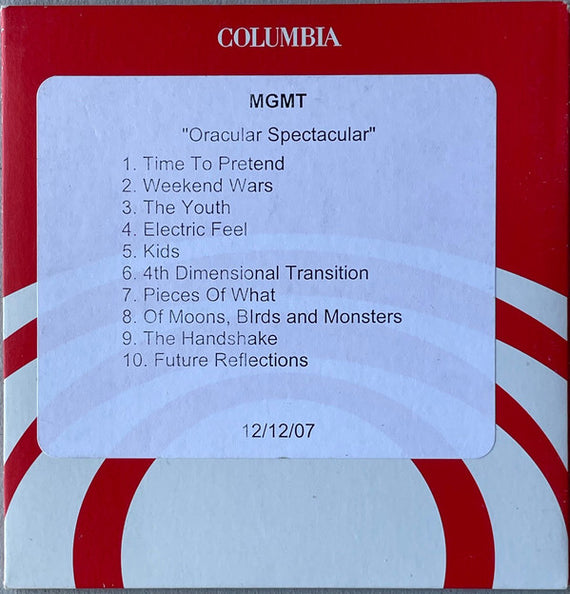 COLUMBIA
MGMT
"Oracular Spectacular"
1. Time To Pretend
2. Weekend Wars
3. The Youth
4. Electric Feel
5. Kids
6. 4th Dimensional Transition
7. Pieces Of What
8. Of Moons, BIrds and Monsters
9. The Handshake
10. Future Reflections
12/12/07